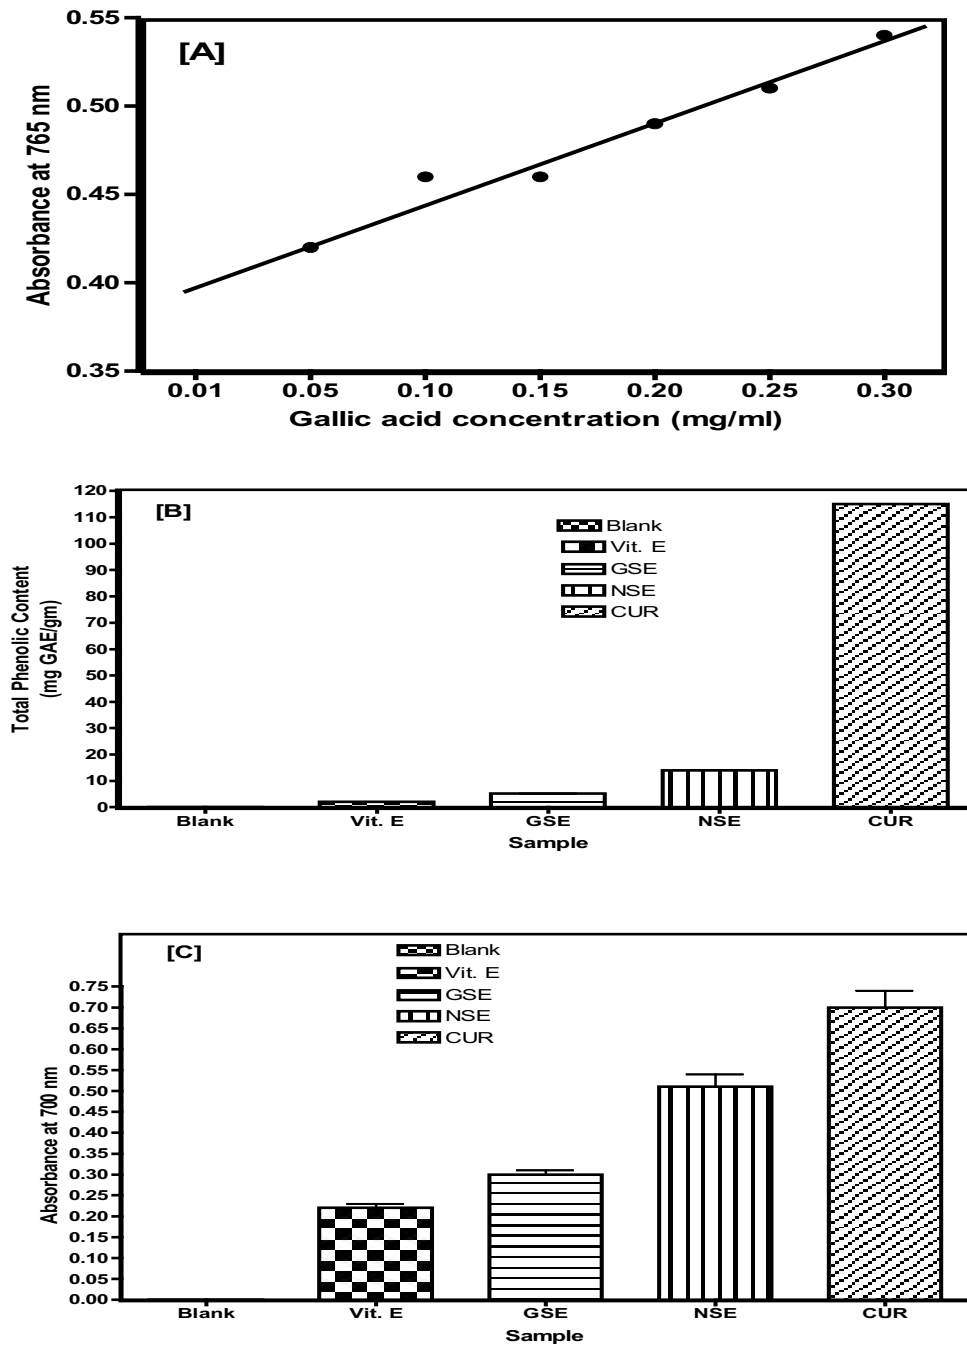 [A]
0.55
0.50
0.45
0.40
0.35
Absorbance at 765 nm
0.01 0.05 0.10 0.15 0.20 0.25 0.30
Gallic acid concentration (mg/ml)
[B]
120
110
100
90
80
70
60
50
40
30
20
10
0
Total Phenolic Content
(mg GAE/gm)
Blank
Vit. E
GSE
NSE
CUR
Blank Vit. E GSE NSE CUR
Sample
[C]
Blank
Vit. E
GSE
NSE
CUR
0.75
0.70
0.65
0.60
0.55
0.50
0.45
0.40
0.35
0.30
0.25
0.20
0.15
0.10
0.05
0.00
Absorbance at 700 nm
Blank Vit. E GSE NSE CUR
Sample